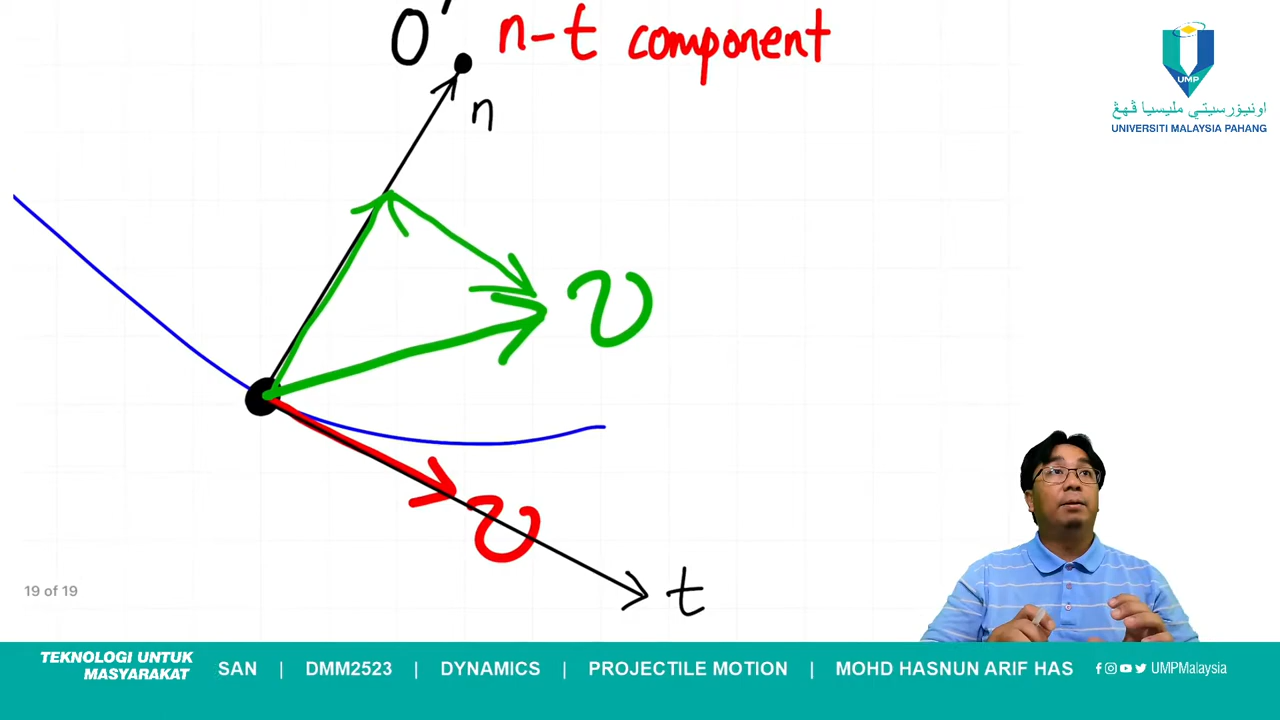 O'
n-t component
n
v
v
t
19 of 19
UMP
اونيۏرسيتي مليسيا ڤهڠ
UNIVERSITI MALAYSIA PAHANG
TEKNOLOGI UNTUK
MASYARAKAT
SAN | DMM2523 | DYNAMICS | PROJECTILE MOTION | MOHD HASNUN ARIF HAS
UMPMalaysia